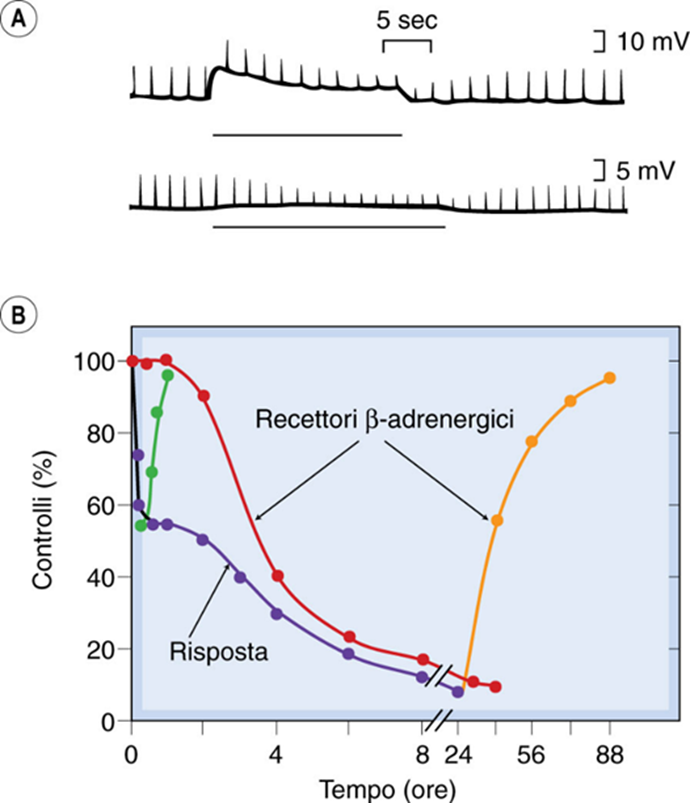 A
5 sec
10 mV
5 mV
B
100
80
60
40
20
0
Controlli (%)
Recettori β-adrenergici
Risposta
0
4
8
24
56
88
Tempo (ore)